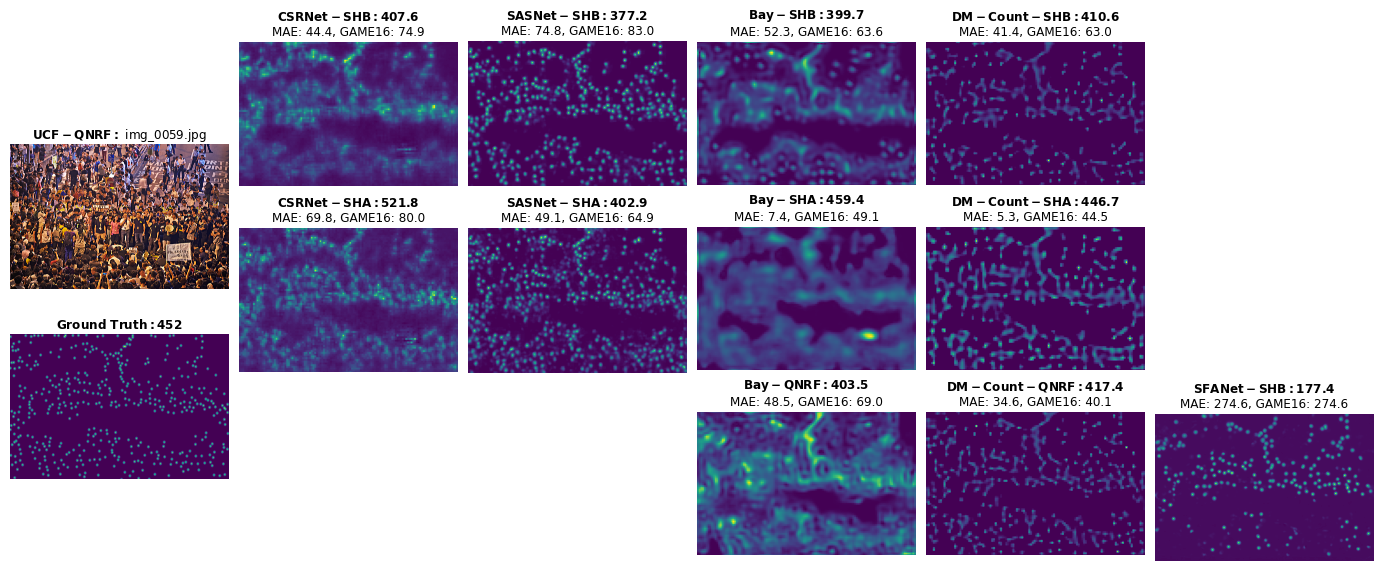 CSRNet − SHB : 407.6
MAE: 44.4, GAME16: 74.9
SASNet − SHB : 377.2
MAE: 74.8, GAME16: 83.0
Bay − SHB : 399.7
MAE: 52.3, GAME16: 63.6
DM − Count − SHB : 410.6
MAE: 41.4, GAME16: 63.0
UCF − QNRF : img_0059.jpg
CSRNet − SHA : 521.8
MAE: 69.8, GAME16: 80.0
SASNet − SHA : 402.9
MAE: 49.1, GAME16: 64.9
Bay − SHA : 459.4
MAE: 7.4, GAME16: 49.1
DM − Count − SHA : 446.7
MAE: 5.3, GAME16: 44.5
Ground Truth : 452
Bay − QNRF : 403.5
MAE: 48.5, GAME16: 69.0
DM − Count − QNRF : 417.4
MAE: 34.6, GAME16: 40.1
SFANet − SHB : 177.4
MAE: 274.6, GAME16: 274.6